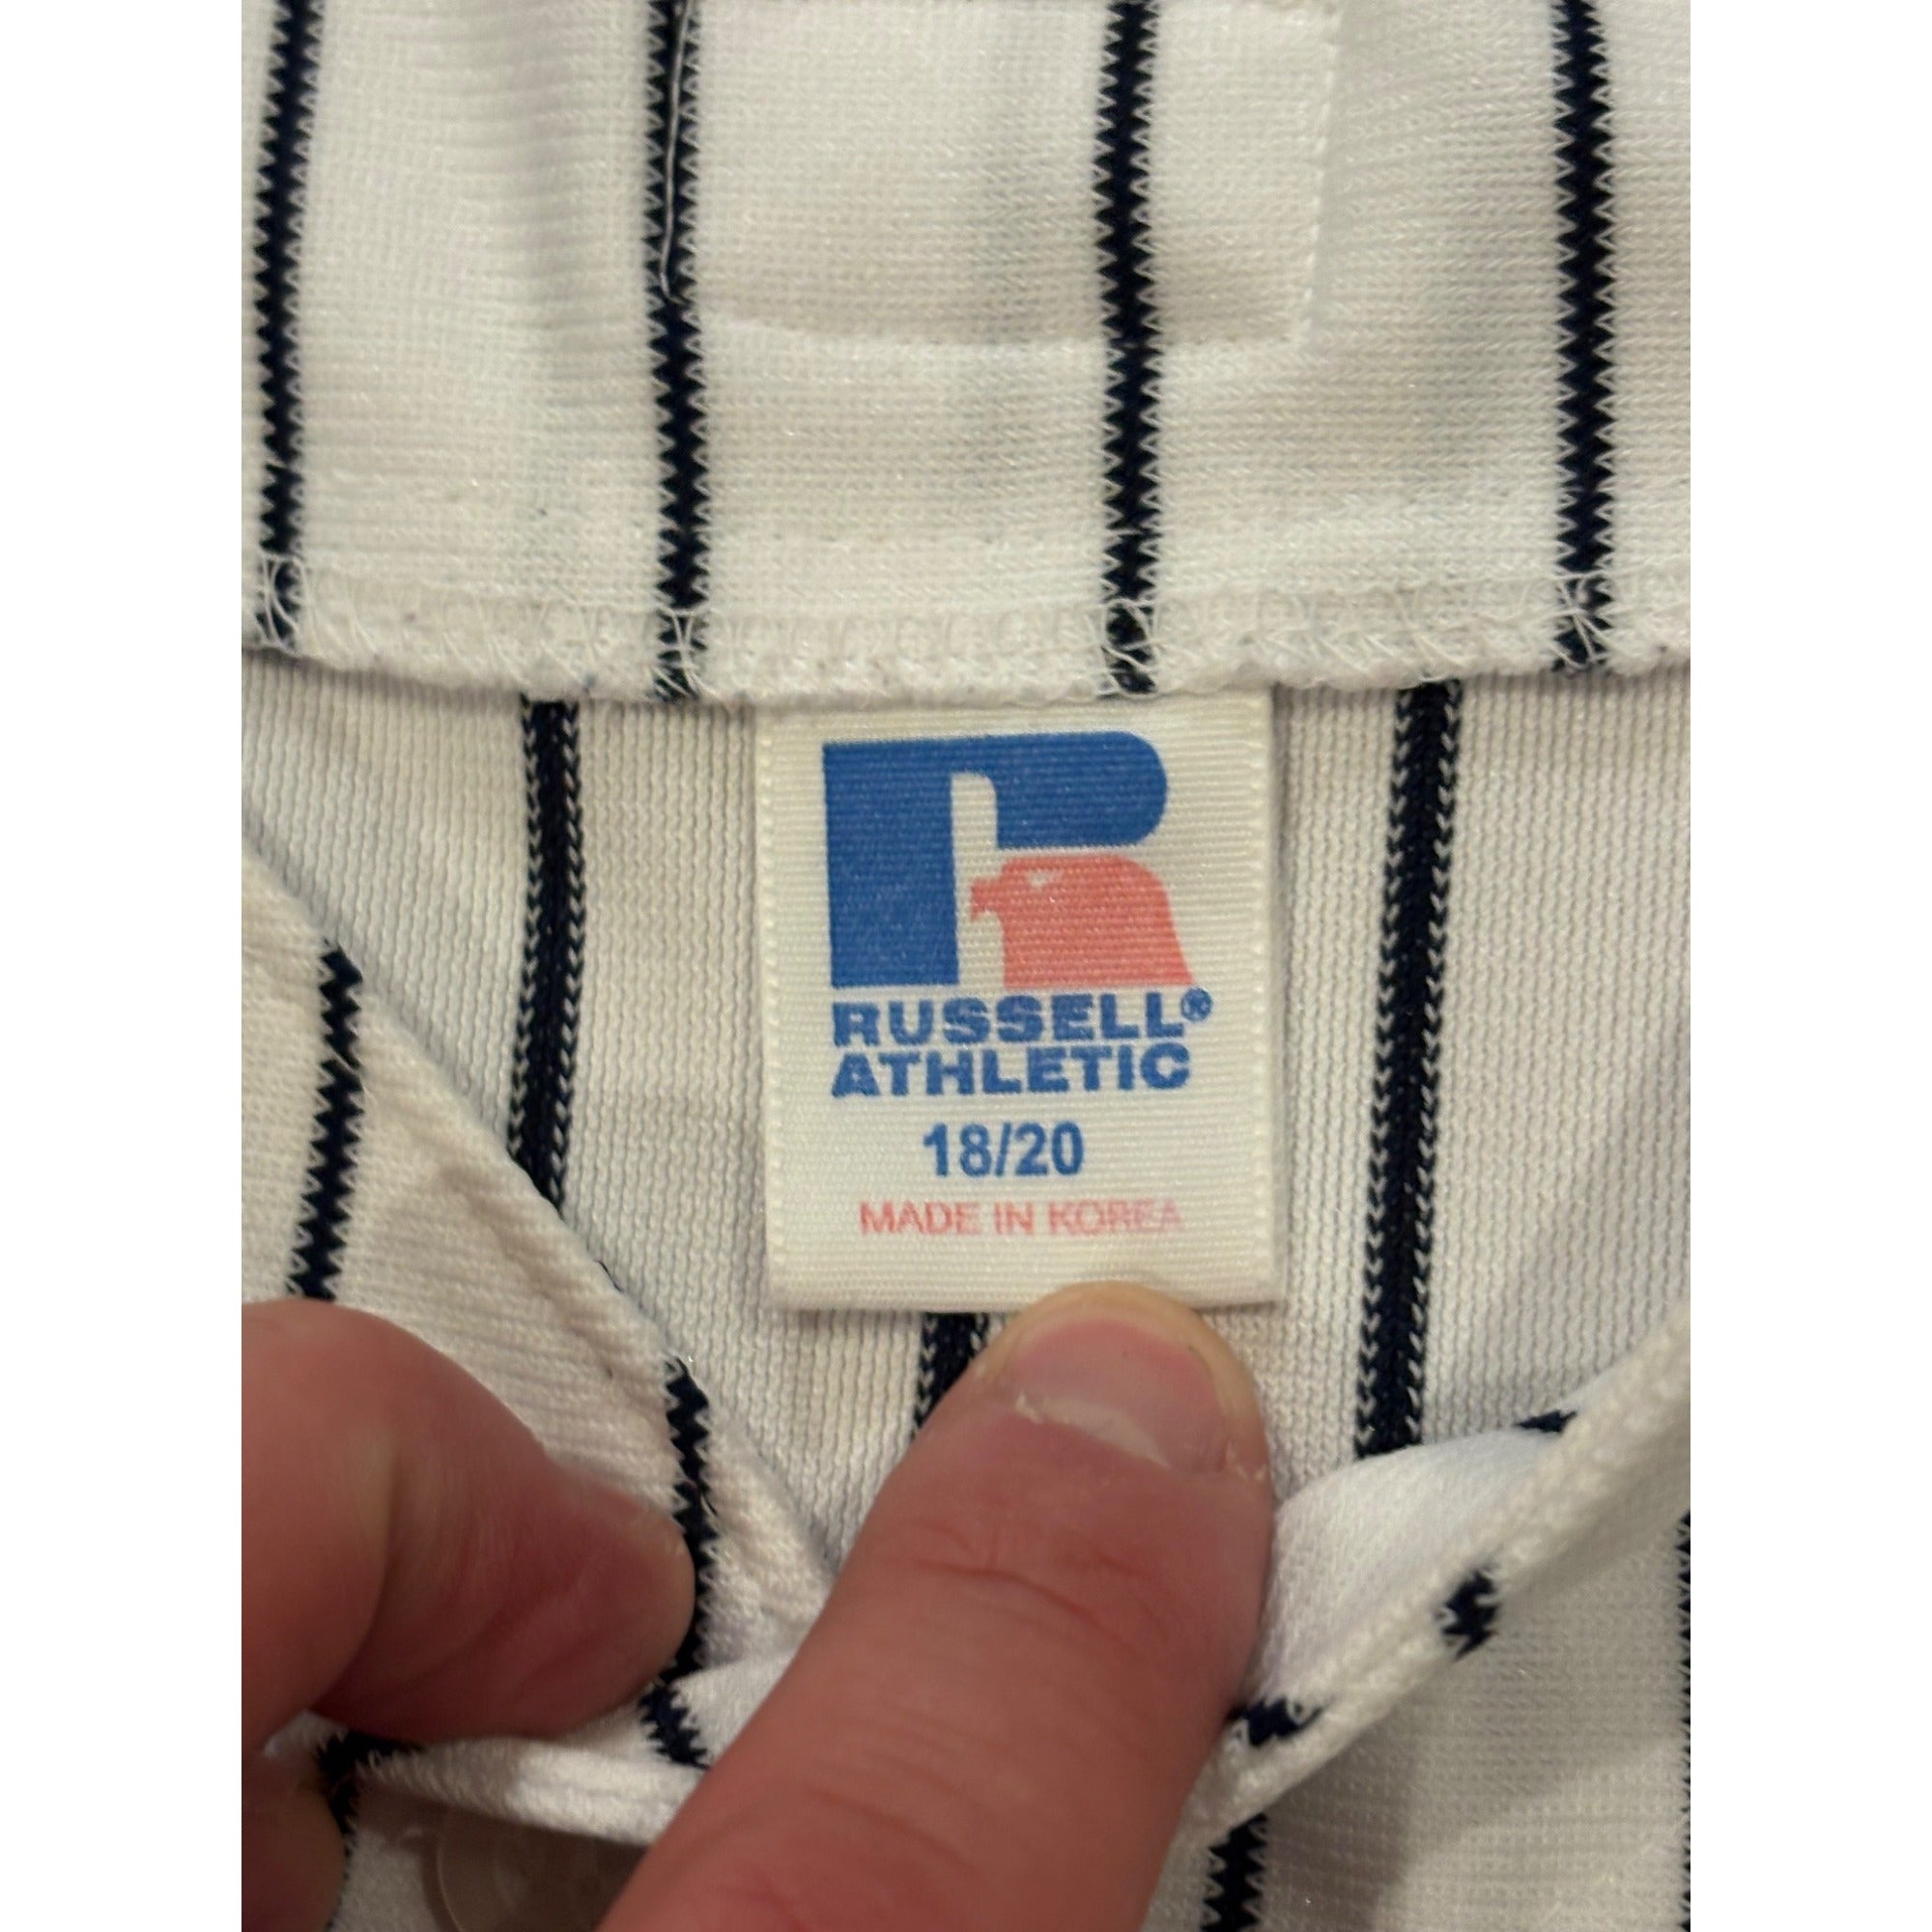 RUSSELL®
ATHLETIC
18/20
MADE IN KOREA